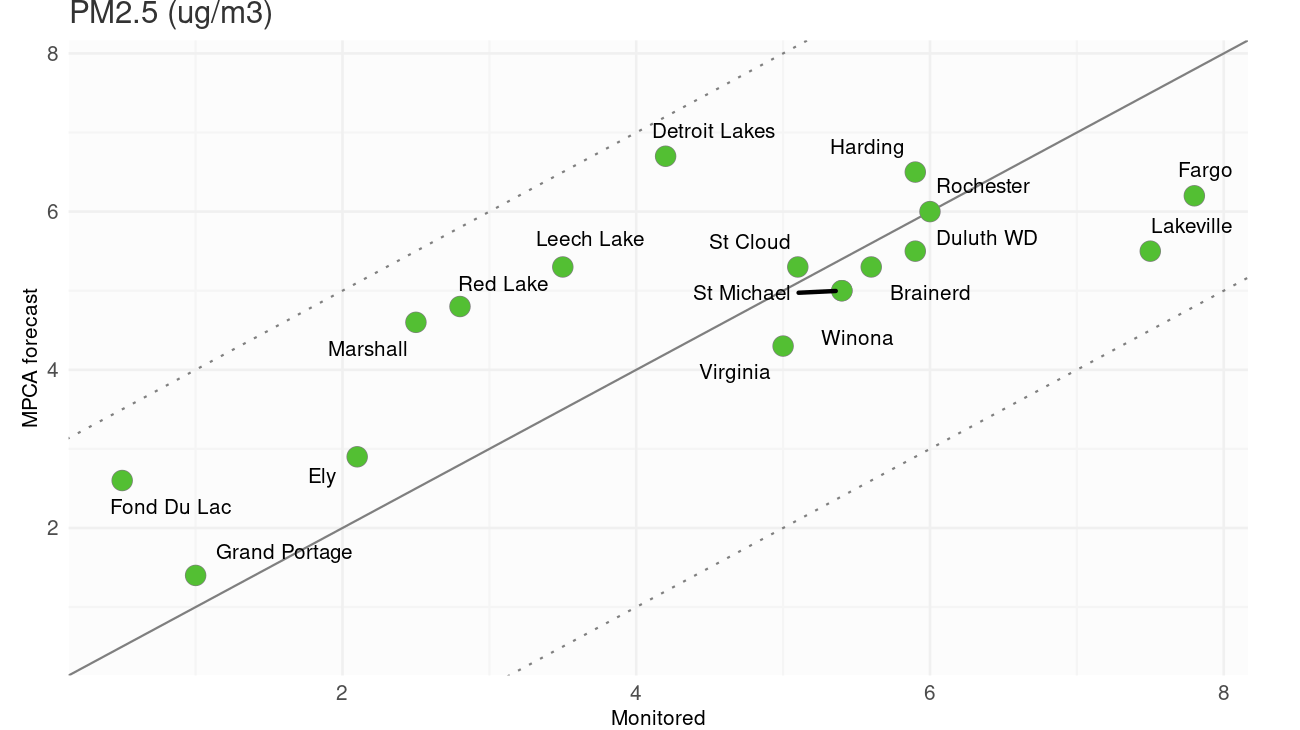 PM2.5 (ug/m3)
8
Detroit Lakes
Harding
Fargo
Rochester
6
Lakeville
Leech Lake
St Cloud
Duluth WD
Red Lake
St Michael
Brainerd
Marshall
Winona
4
Virginia
MPCA forecast
Ely
Fond Du Lac
2
Grand Portage
2
4
6
8
Monitored